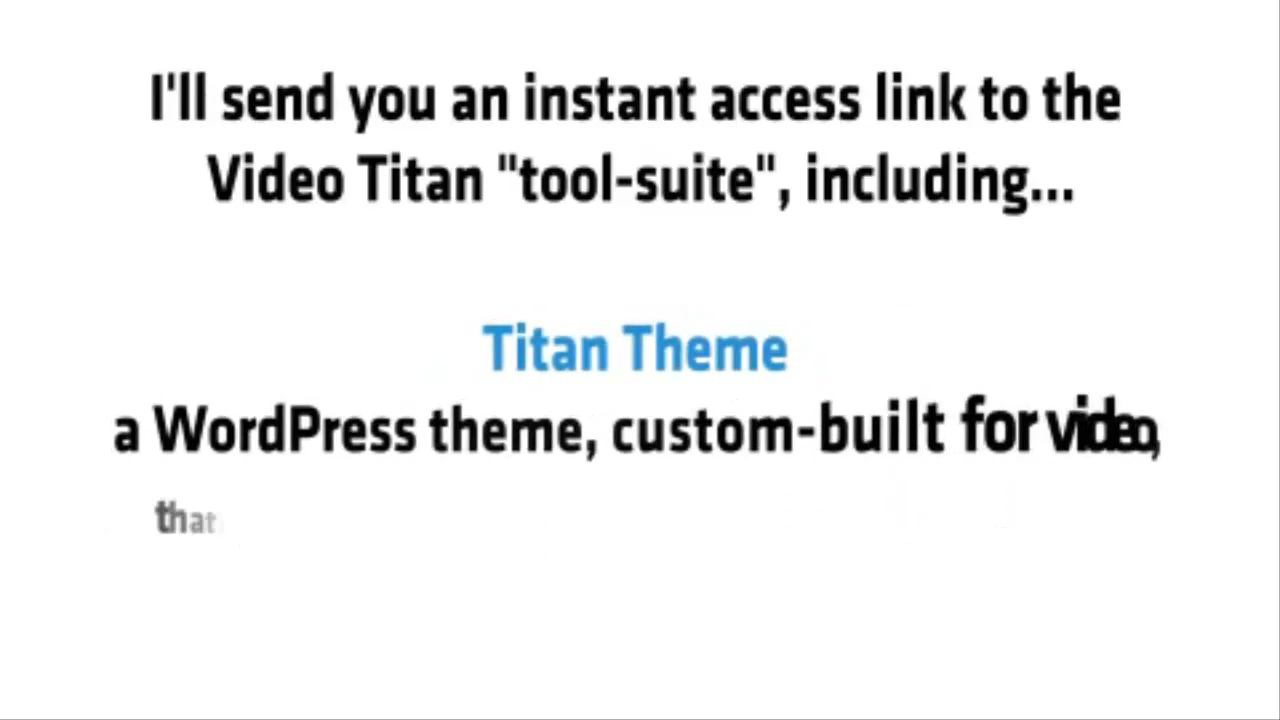 I'll send you an instant access link to the
Video Titan "tool-suite", including...
Titan Theme
a WordPress theme, custom-built for video,
that